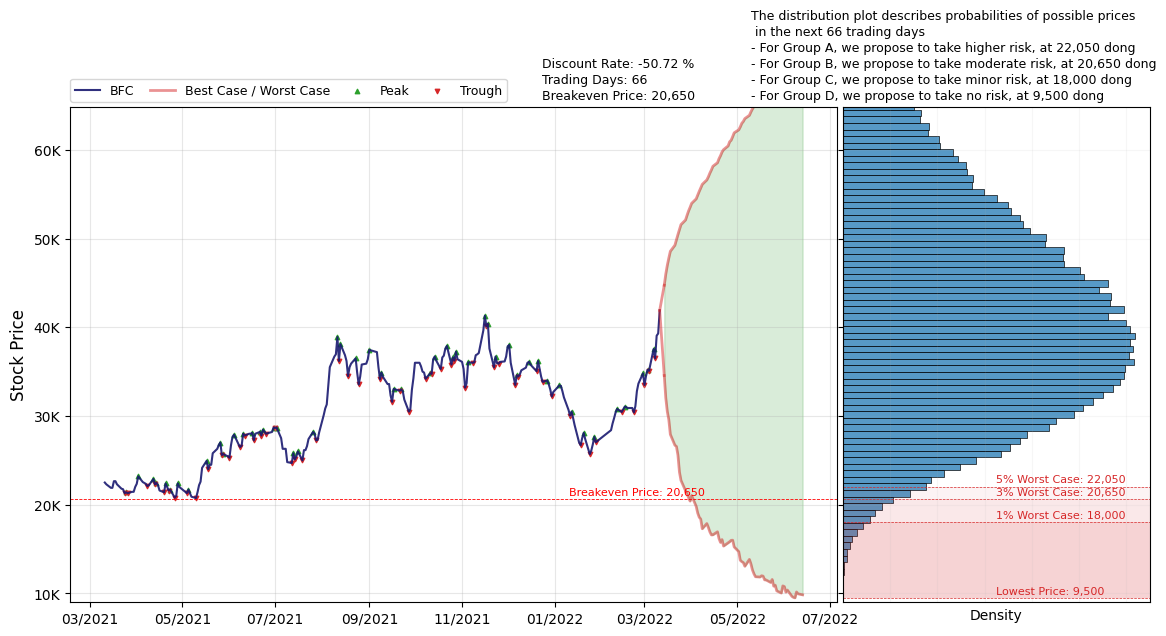 The distribution plot describes probabilities of possible prices
in the next 66 trading days
- For Group A, we propose to take higher risk, at 22,050 dong
- For Group B, we propose to take moderate risk, at 20,650 dong
- For Group C, we propose to take minor risk, at 18,000 dong
- For Group D, we propose to take no risk, at 9,500 dong
Discount Rate: -50.72 %
Trading Days: 66
Breakeven Price: 20,650
BFC
Best Case / Worst Case
Peak
Trough
Stock Price
60K
50K
40K
30K
20K
10K
Breakeven Price: 20,650
5% Worst Case: 22,050
3% Worst Case: 20,650
1% Worst Case: 18,000
Lowest Price: 9,500
03/2021
05/2021
07/2021
09/2021
11/2021
01/2022
03/2022
05/2022
07/2022
Density